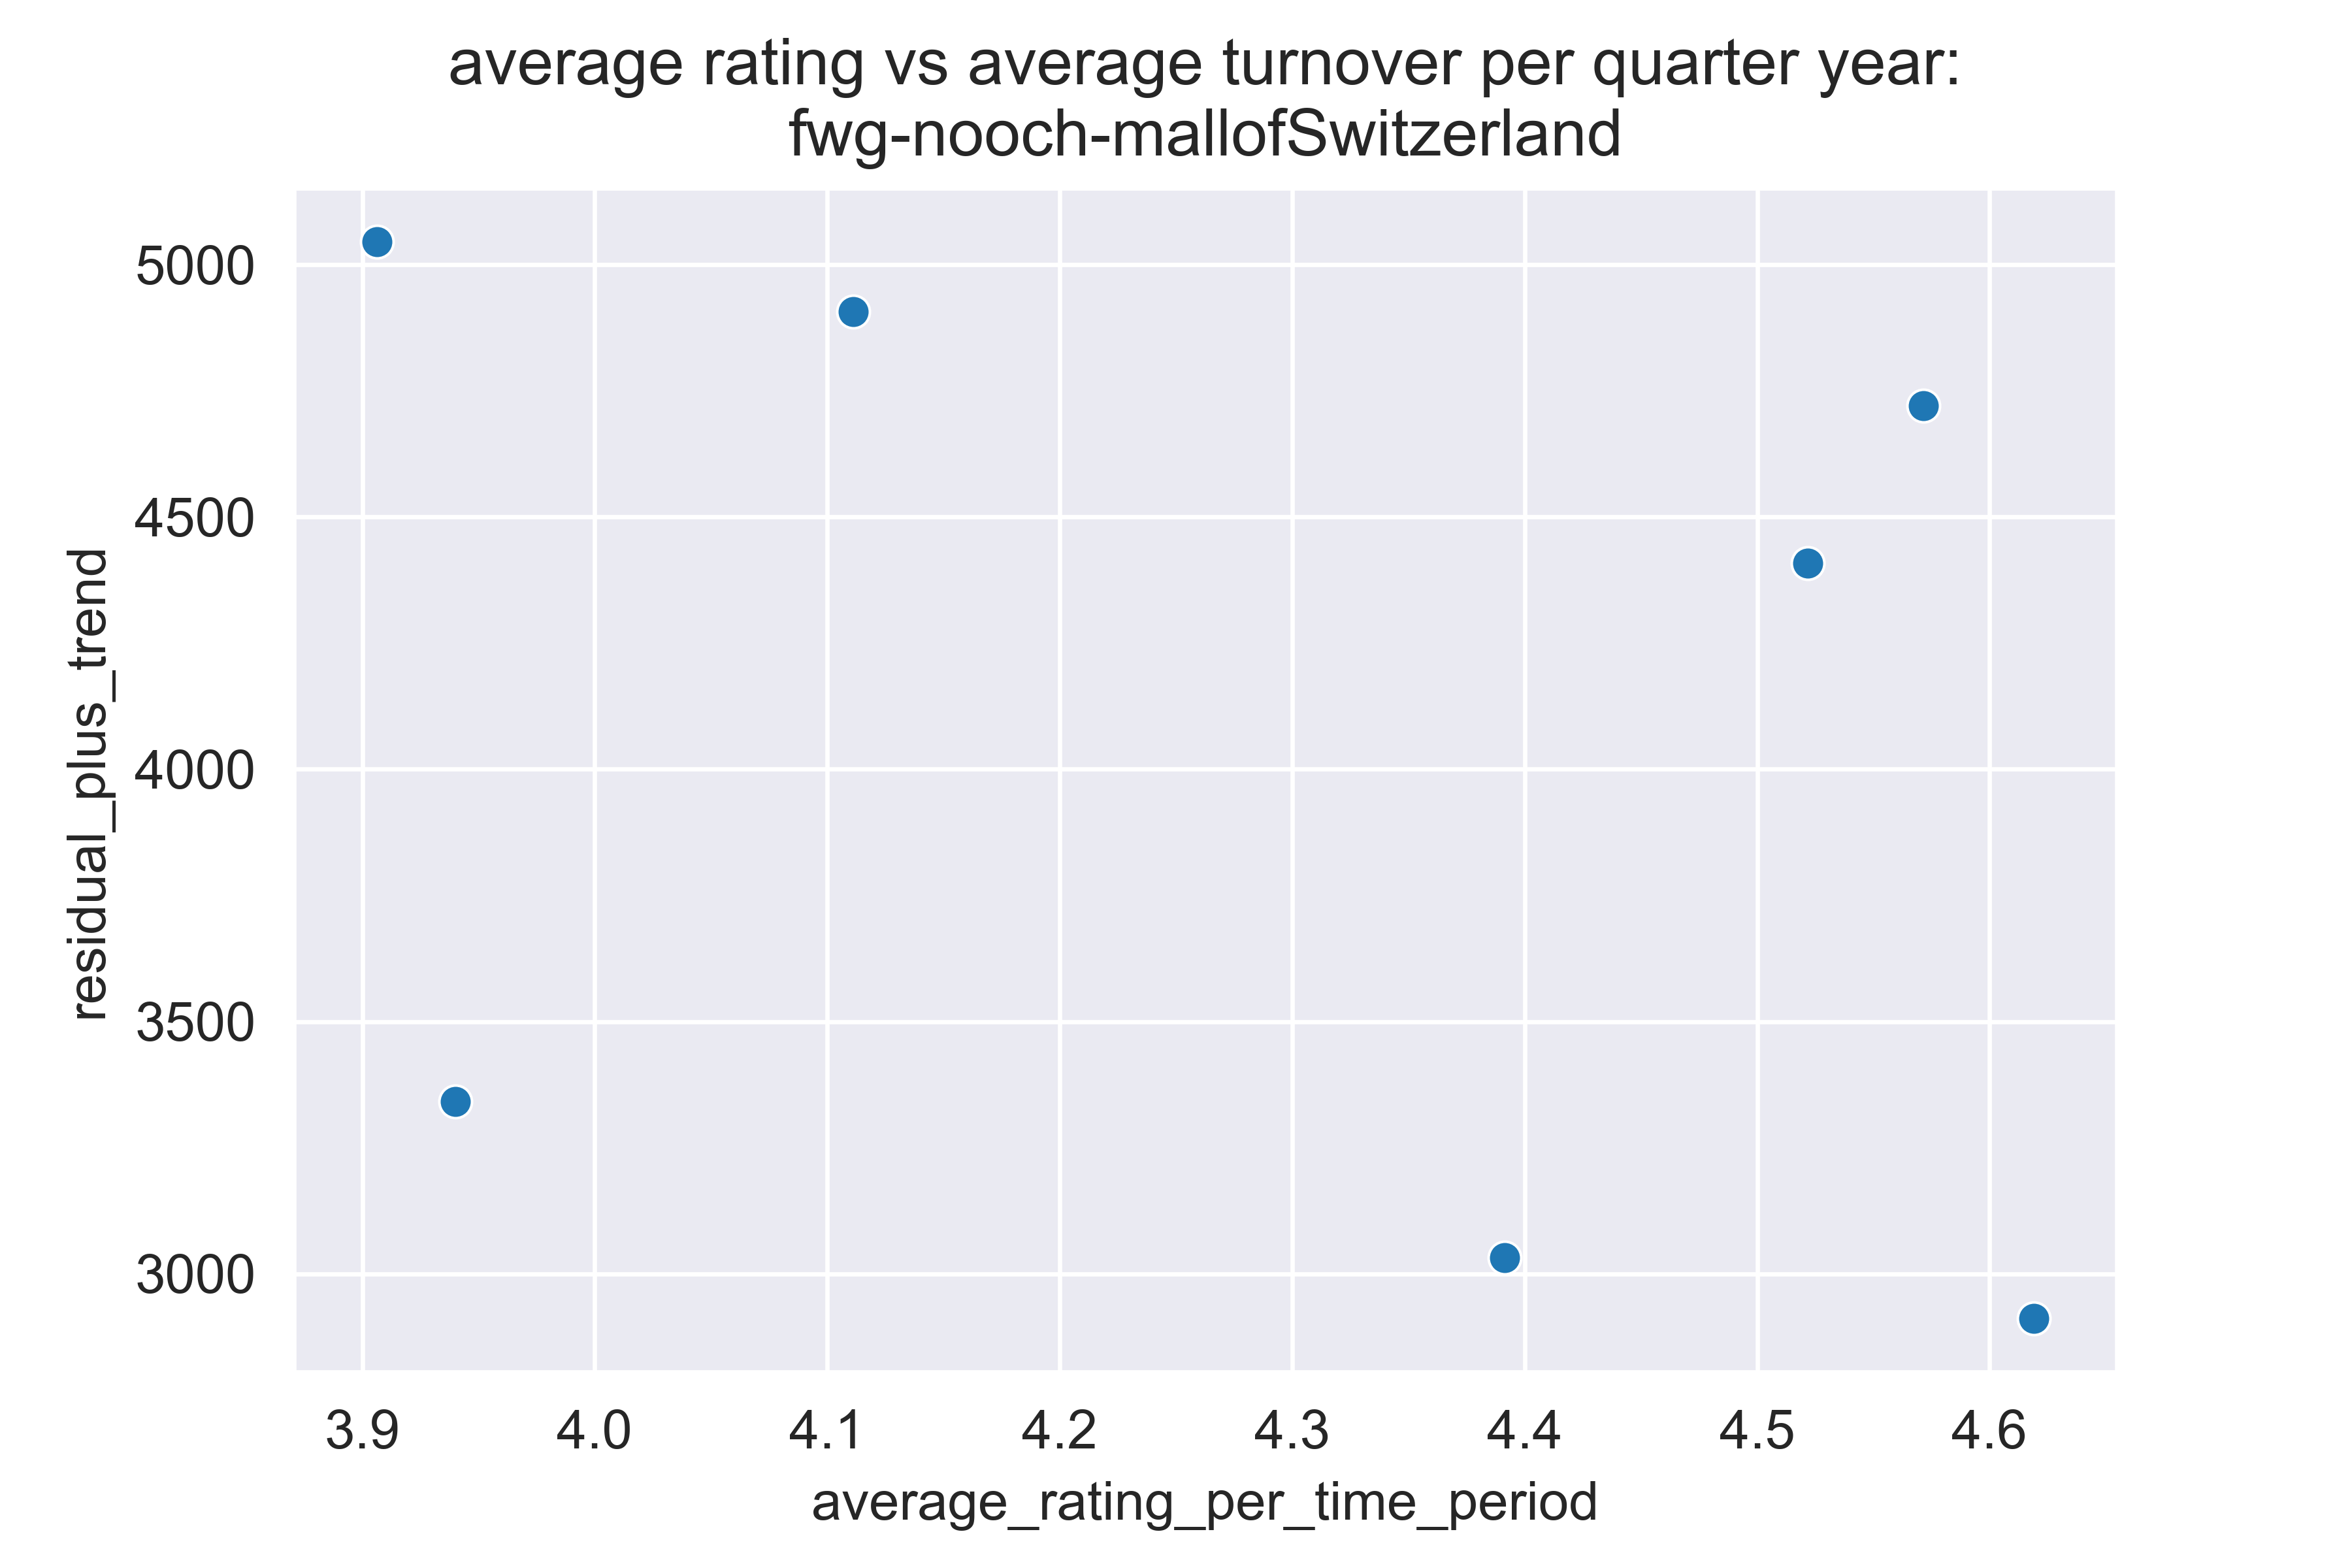 average rating vs average turnover per quarter year:
fwg-nooch-mallofSwitzerland
5000
4500
4000
3500
3000
residual_plus_trend
3.9 4.0 4.1 4.2 4.3 4.4 4.5 4.6
average_rating_per_time_period